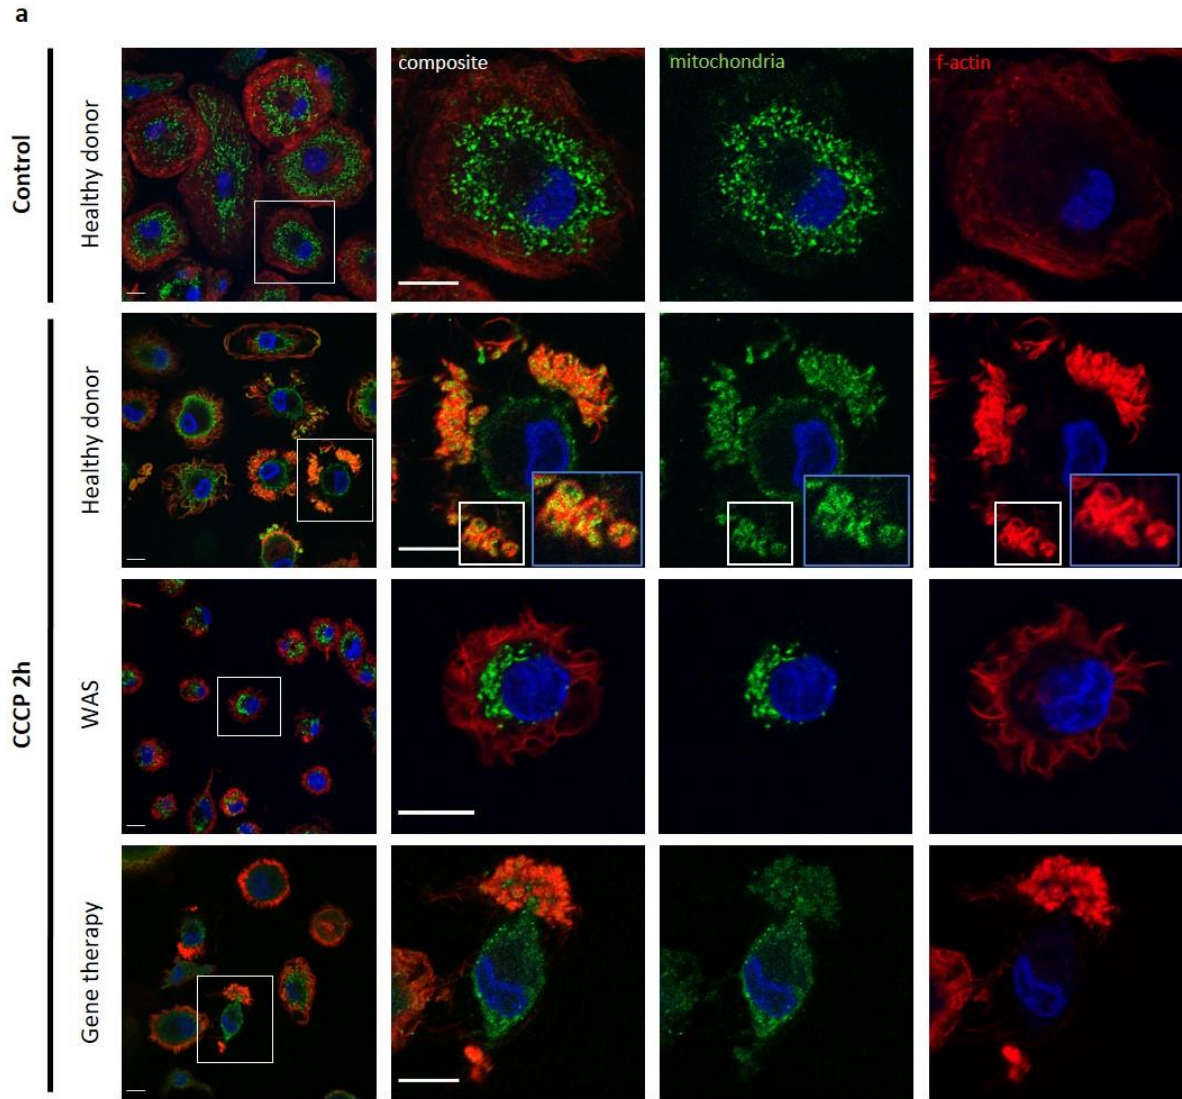 a
Control
Healthy donor
composite
mitochondria
f-actin
CCCP 2h
Healthy donor
WAS
Gene therapy